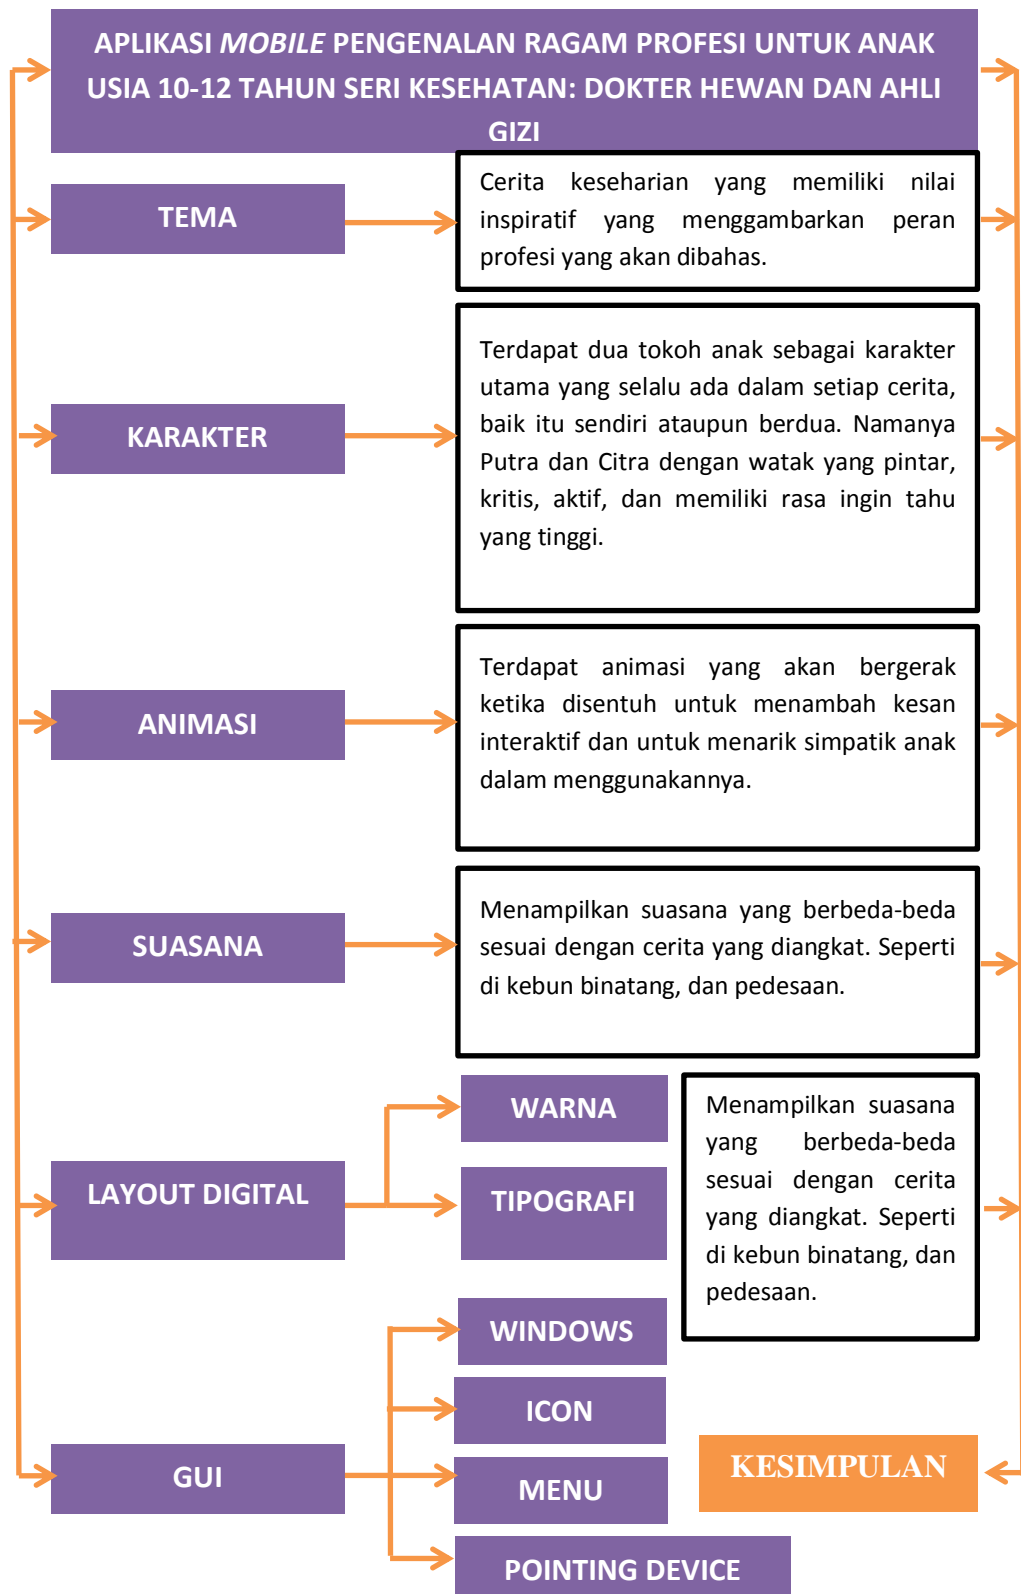 APLIKASI MOBILE PENGENALAN RAGAM PROFESI UNTUK ANAK
USIA 10-12 TAHUN SERI KESEHATAN: DOKTER HEWAN DAN AHLI
GIZI
TEMA
Cerita keseharian yang memiliki nilai
inspiratif yang menggambarkan peran
profesi yang akan dibahas.
KARAKTER
Terdapat dua tokoh anak sebagai karakter
utama yang selalu ada dalam setiap cerita,
baik itu sendiri ataupun berdua. Namanya
Putra dan Citra dengan watak yang pintar,
kritis, aktif, dan memiliki rasa ingin tahu
yang tinggi.
ANIMASI
Terdapat animasi yang akan bergerak
ketika disentuh untuk menambah kesan
interaktif dan untuk menarik simpatik anak
dalam menggunakannya.
SUASANA
Menampilkan suasana yang berbeda-beda
sesuai dengan cerita yang diangkat. Seperti
di kebun binatang, dan pedesaan.
LAYOUT DIGITAL
WARNA
TIPOGRAFI
Menampilkan suasana
yang berbeda-beda
sesuai dengan cerita
yang diangkat. Seperti
di kebun binatang, dan
pedesaan.
GUI
WINDOWS
ICON
MENU
POINTING DEVICE
KESIMPULAN